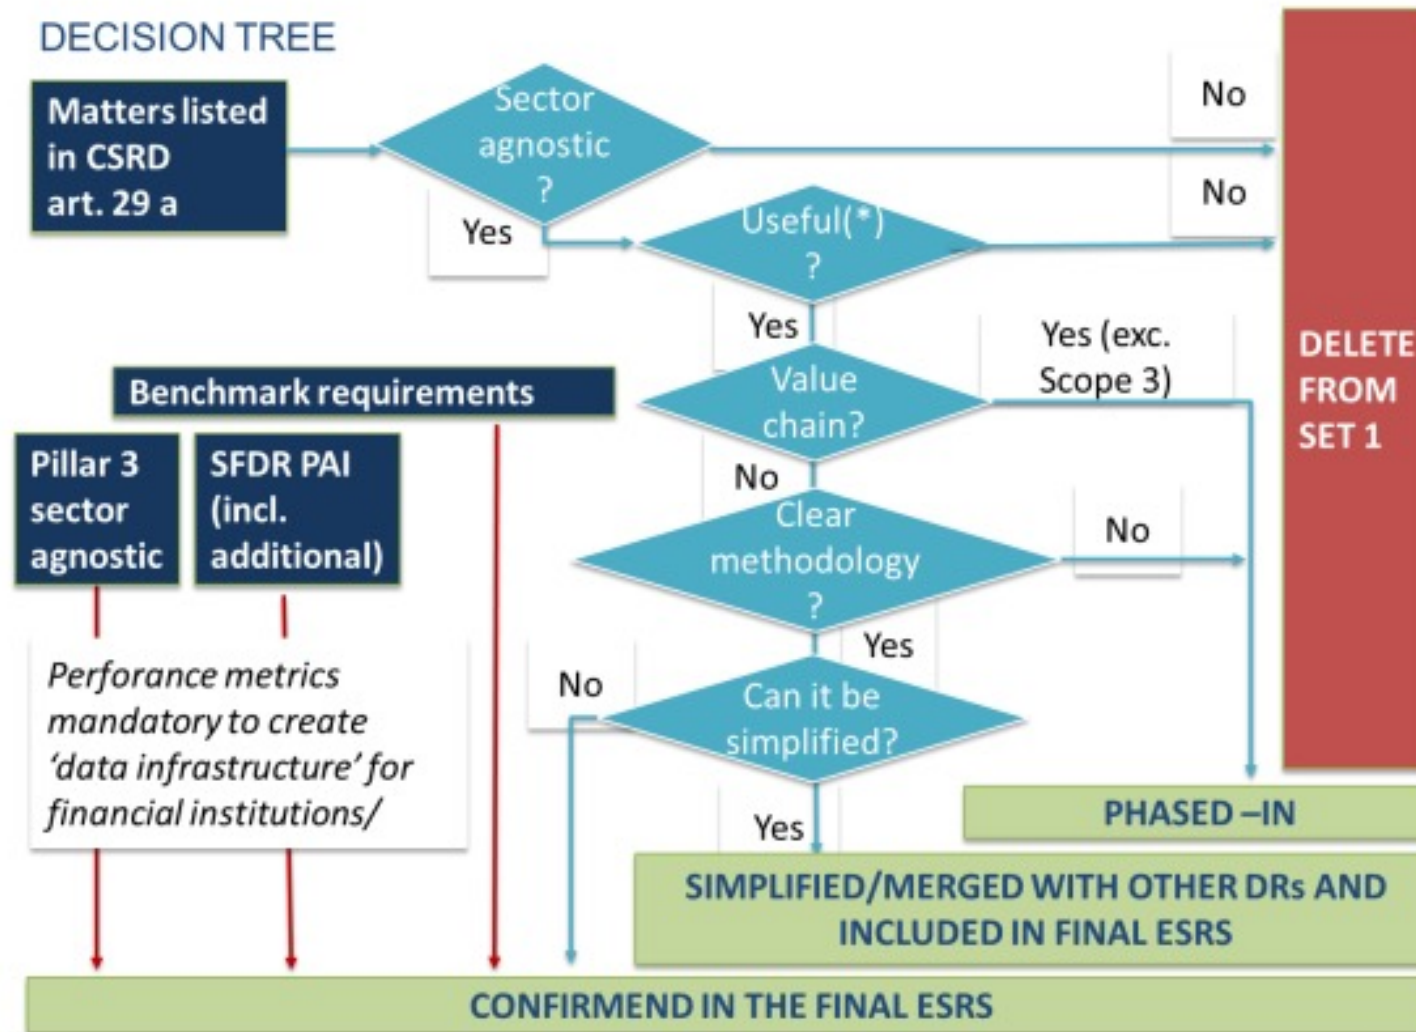 DECISION TREE
Matters listed
in CSRD
art. 29 a
Sector
agnostic
?
No
Yes
Useful(*)
?
No
Yes
Value
chain?
Yes (exc.
Scope 3)
DELETE
FROM
SET 1
Benchmark requirements
Pillar 3
sector
agnostic
SFDR PAI
(incl.
additional)
No
Clear
methodology
?
No
Yes
Perforance metrics
mandatory to create
‘data infrastructure’ for
financial institutions/
No
Can it be
simplified?
Yes
PHASED –IN
SIMPLIFIED/MERGED WITH OTHER DRs AND
INCLUDED IN FINAL ESRS
CONFIRMEND IN THE FINAL ESRS